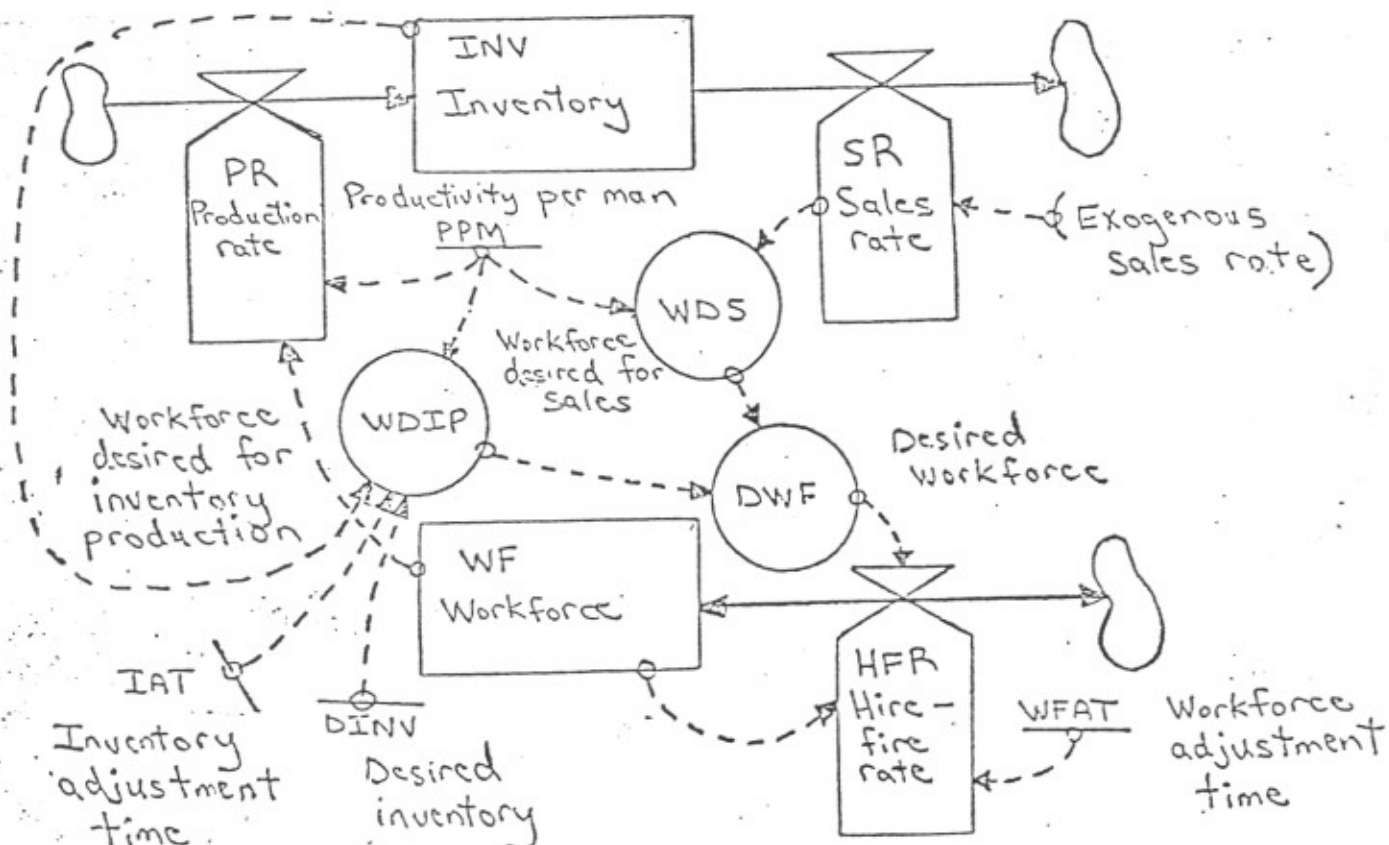 INV
Inventory
PR
Production
rate
Productivity per man
PPM
SR
Sales
rate
(Exogenous
sales rate)
WDS
Workforce
desired for
sales
WDIP
Workforce
desired for
inventory
production
DWF
Desired
workforce
WF
Workforce
HFR
Hire-
fire
rate
WFAT
Workforce
adjustment
time
IAT
Inventory
adjustment
time
DINV
Desired
inventory